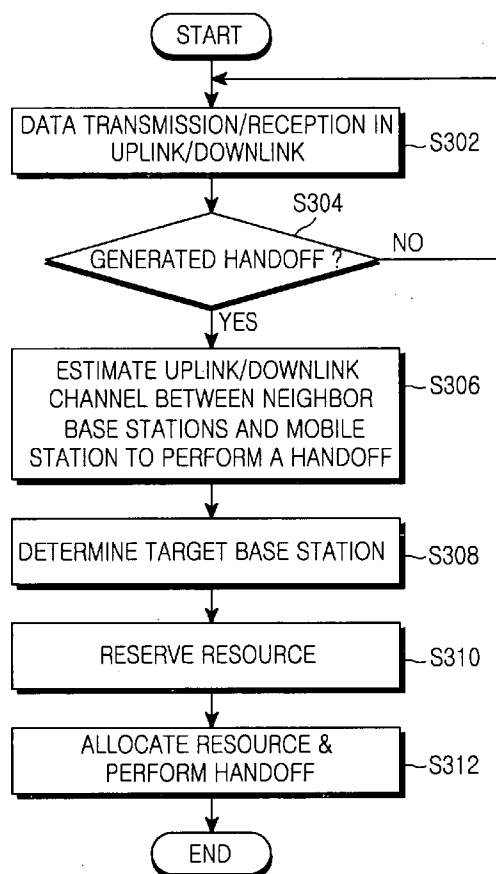 START
DATA TRANSMISSION/RECEPTION IN
UPLINK/DOWNLINK
S302
S304
GENERATED HANDOFF ?
NO
YES
ESTIMATE UPLINK/DOWNLINK
CHANNEL BETWEEN NEIGHBOR
BASE STATIONS AND MOBILE
STATION TO PERFORM A HANDOFF
S306
DETERMINE TARGET BASE STATION
S308
RESERVE RESOURCE
S310
ALLOCATE RESOURCE &
PERFORM HANDOFF
S312
END